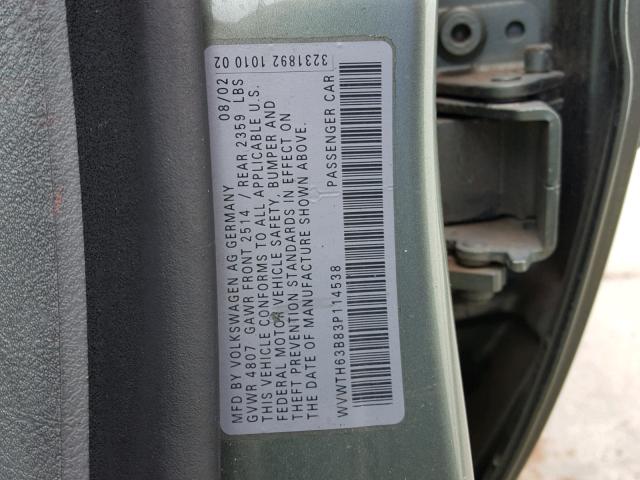 MFD BY VOLKSWAGEN AG GERMANY 08/02
GVWR 4807 GAWR FRONT 2514 / REAR 2359 LBS
THIS VEHICLE CONFORMS TO ALL APPLICABLE U.S.
FEDERAL MOTOR VEHICLE SAFETY, BUMPER AND
THEFT PREVENTION STANDARDS IN EFFECT ON
THE DATE OF MANUFACTURE SHOWN ABOVE.
WVWTH63B83P114538 PASSENGER CAR
3231892 1010 02